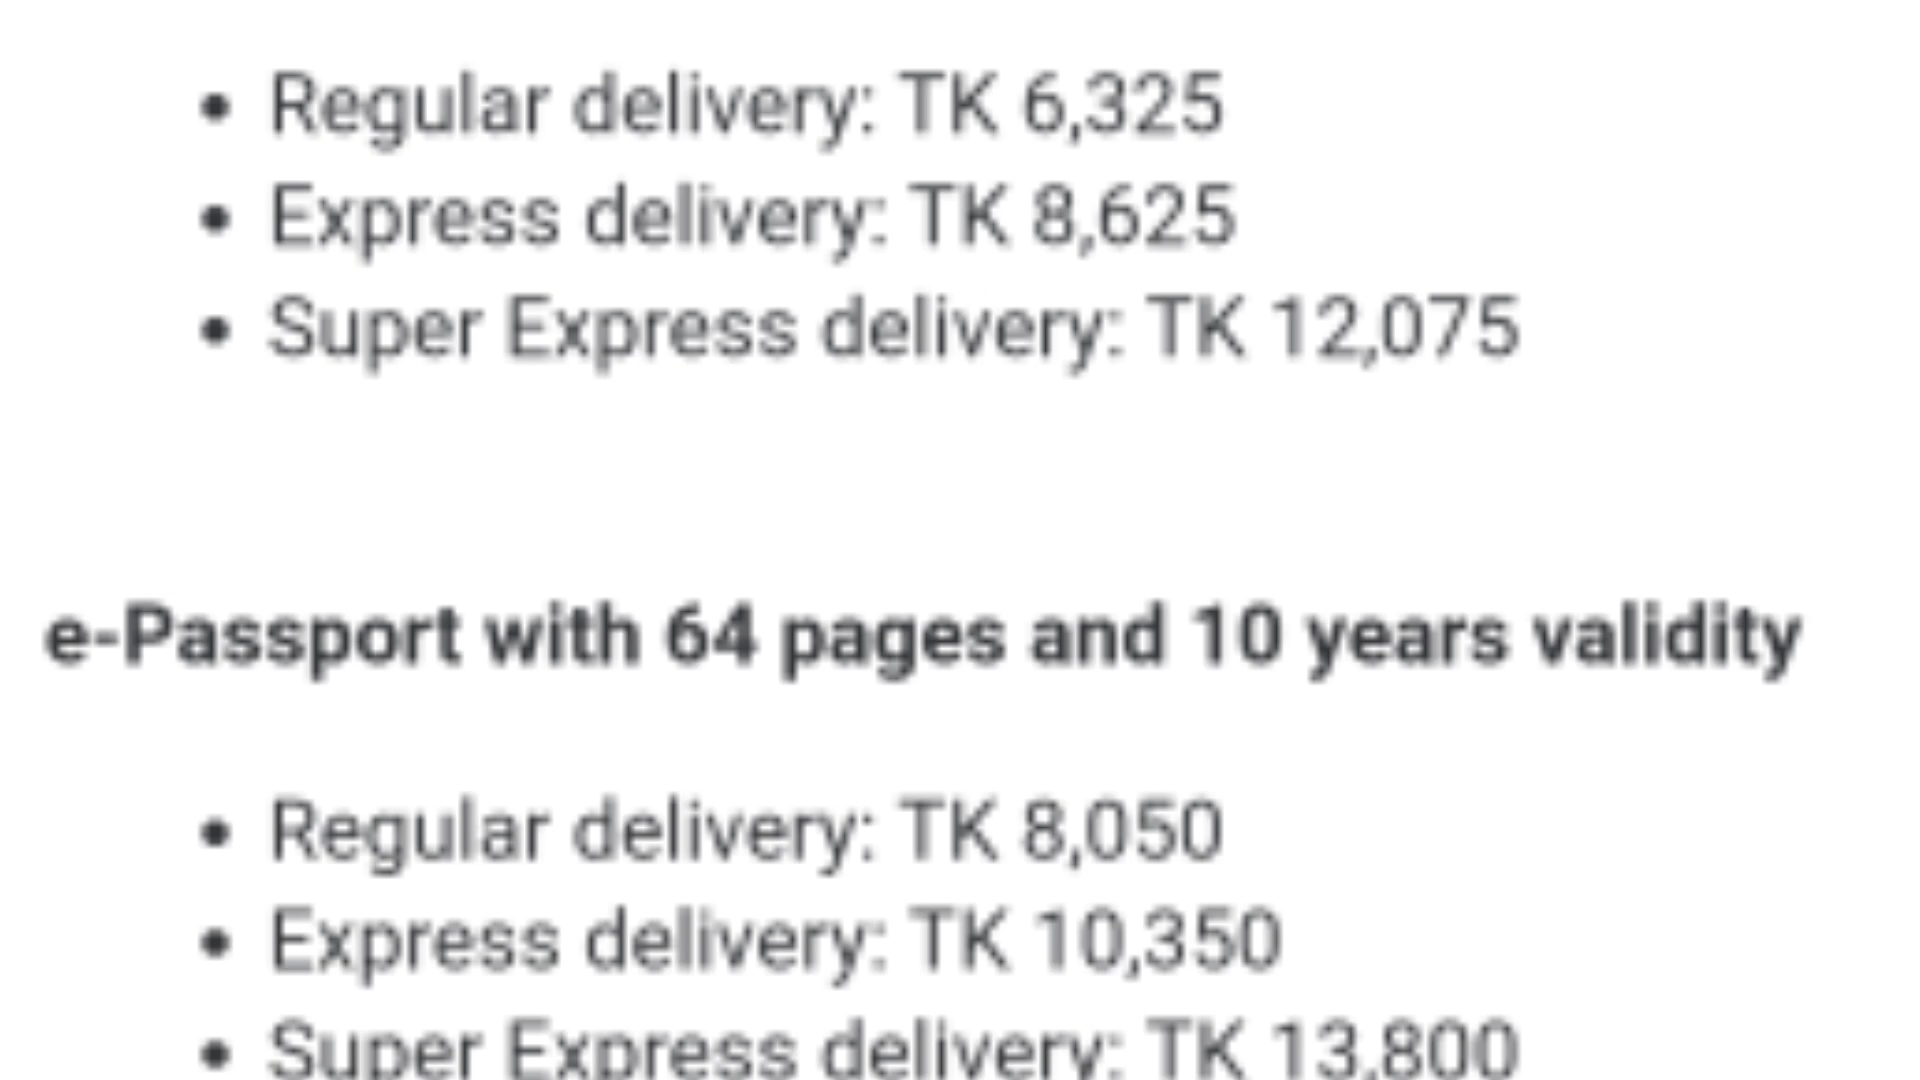 • Regular delivery: TK 6,325
• Express delivery: TK 8,625
• Super Express delivery: TK 12,075
e-Passport with 64 pages and 10 years validity
• Regular delivery: TK 8,050
• Express delivery: TK 10,350
• Super Express delivery: TK 13,800